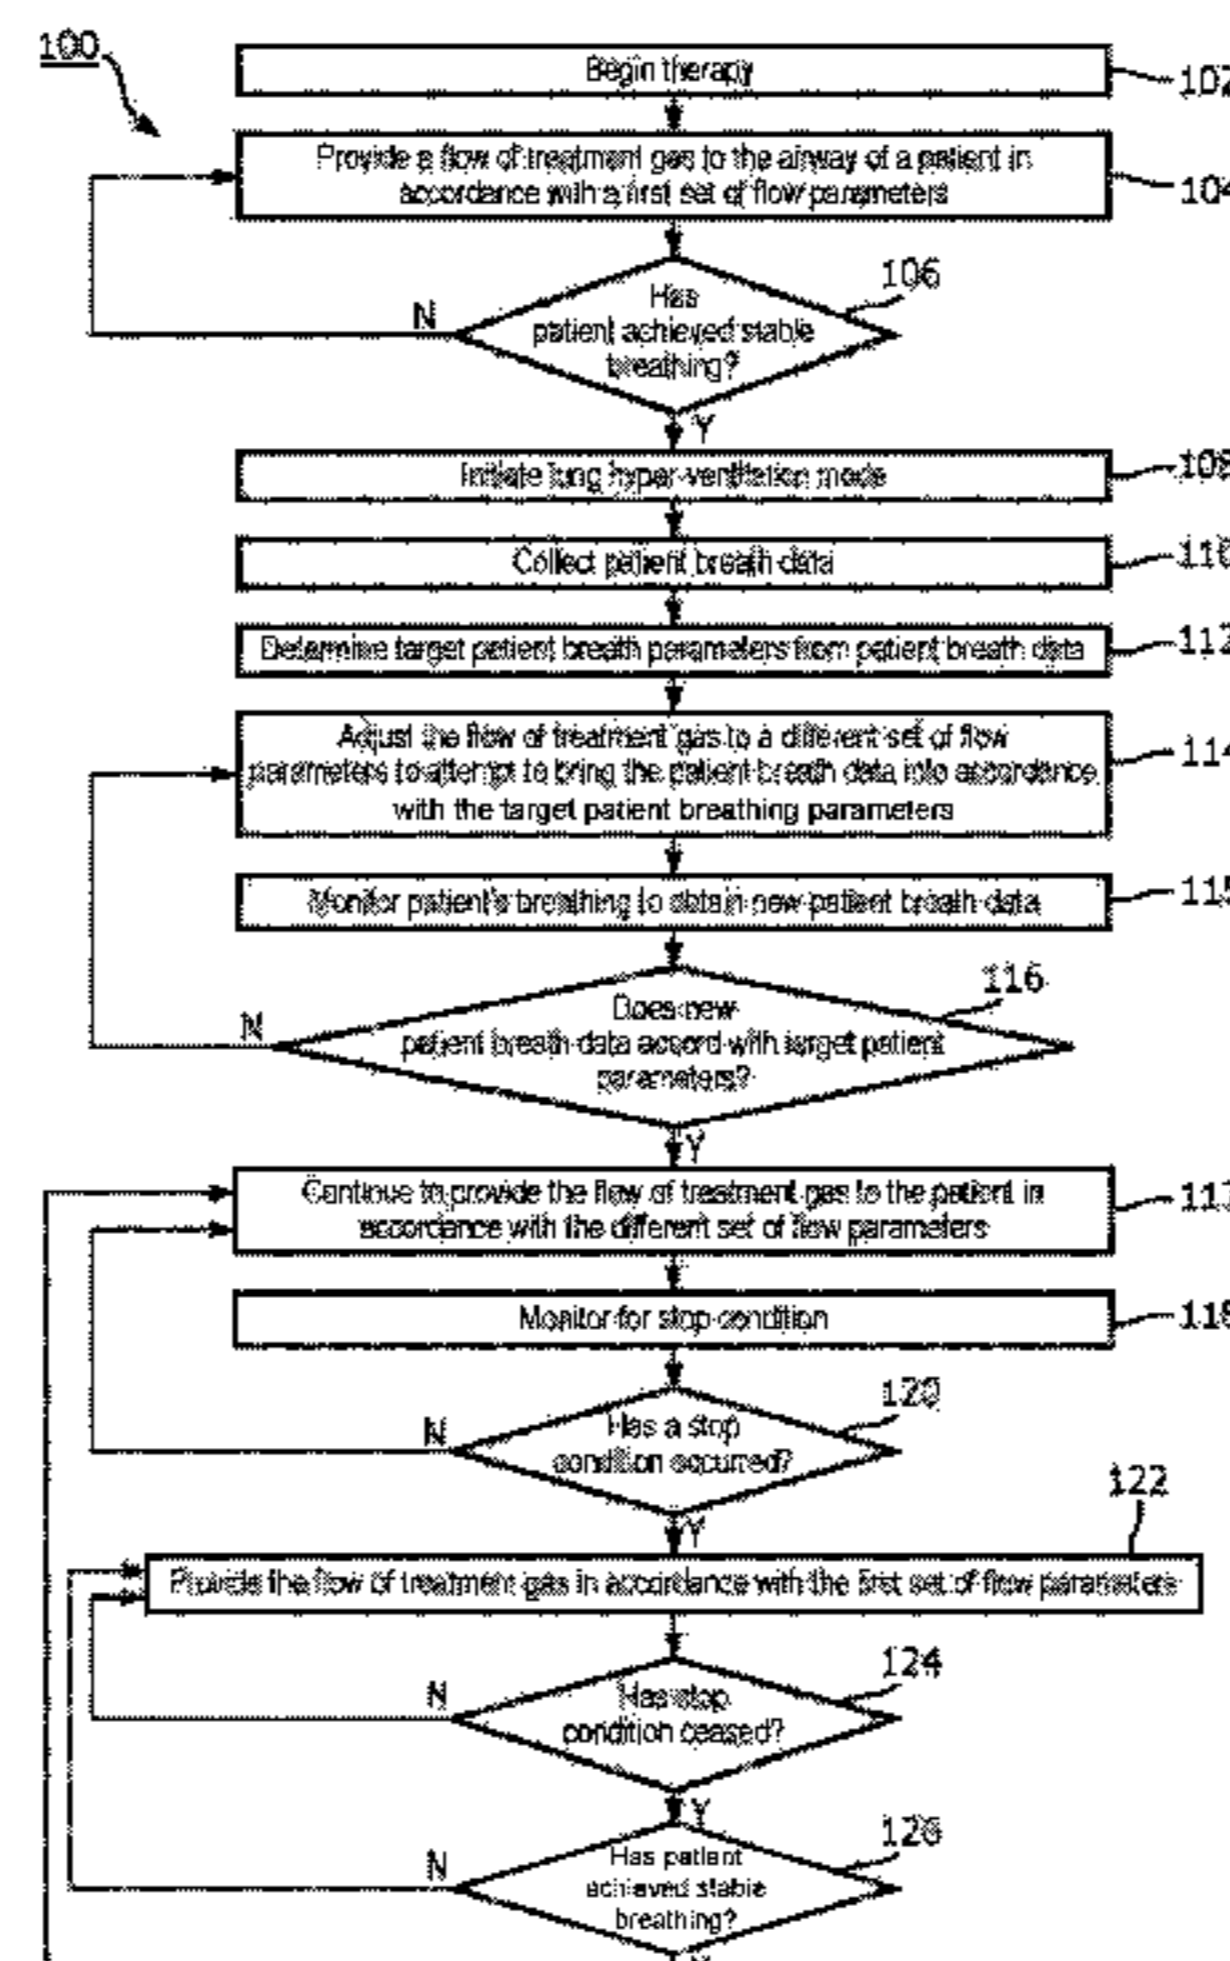 100
Begin therapy
102
Provide a flow of treatment gas to the airway of a patient in
accordance with a first set of flow parameters
104
106
Has
patient achieved stable
breathing?
N
Y
Initiate lung hyper-ventilation mode
108
Collect patient breath data
110
Determine target patient breath parameters from patient breath data
112
Adjust the flow of treatment gas to a different set of flow
parameters to attempt to bring the patient breath data into accordance
with the target patient breathing parameters
114
Monitor patient's breathing to obtain new patient breath data
115
116
Does new
patient breath data accord with target patient
parameters?
N
Y
Continue to provide the flow of treatment gas to the patient in
accordance with the different set of flow parameters
117
Monitor for stop condition
118
120
Has a stop
condition occurred?
N
Y
122
Provide the flow of treatment gas in accordance with the first set of flow parameters
124
Has stop
condition ceased?
N
Y
126
Has patient
achieved stable
breathing?
N